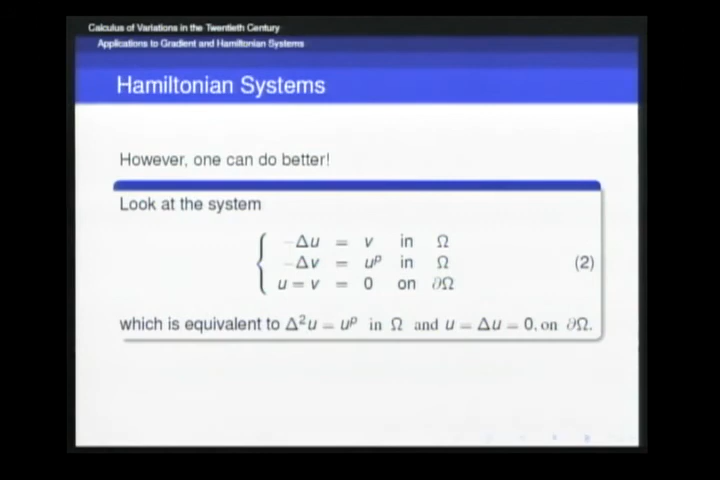 Calculus of Variations in the Twentieth Century
Applications to Gradient and Hamiltonian Systems
Hamiltonian Systems
However, one can do better!
Look at the system
−Δu = v in Ω
−Δv = u^p in Ω
u = v = 0 on ∂Ω
(2)
which is equivalent to Δ²u = u^p in Ω and u = Δu = 0, on ∂Ω.